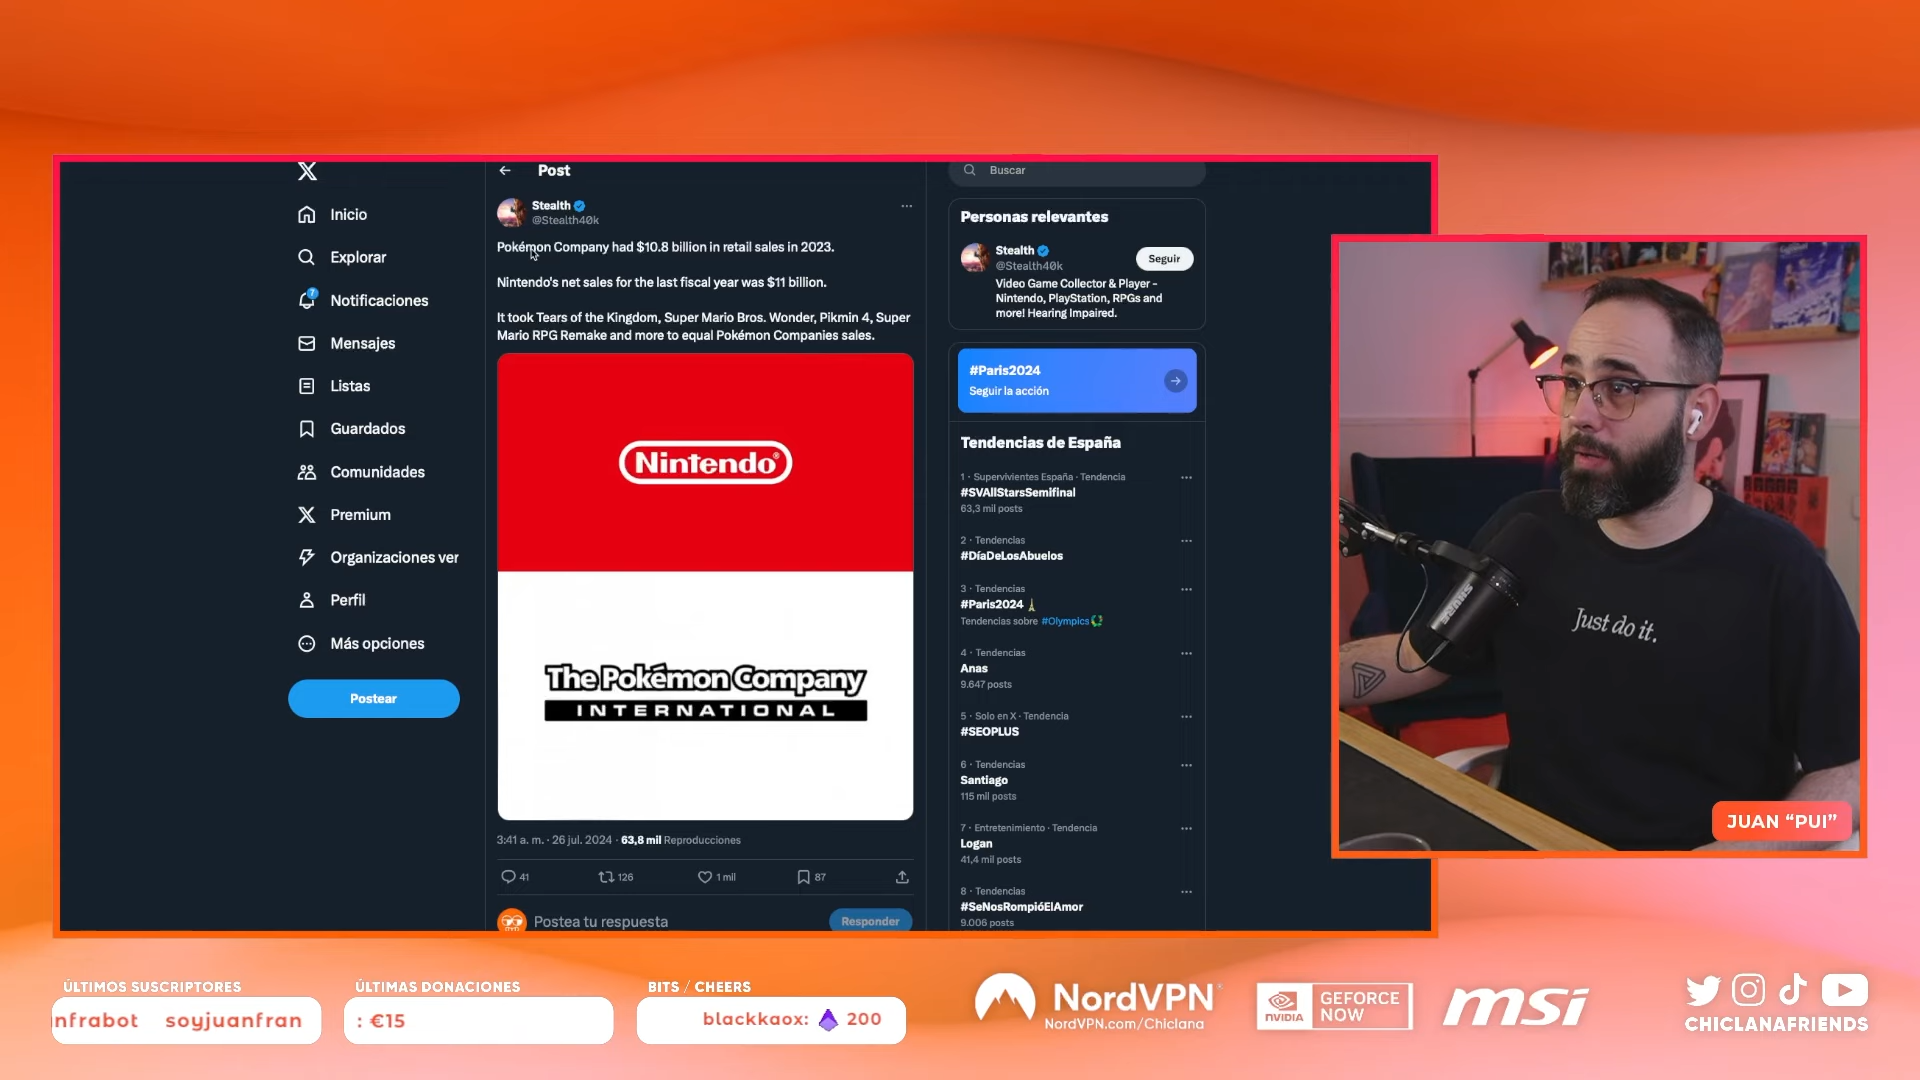 Post
Buscar
Inicio
Explorar
7
Notificaciones
Mensajes
Listas
Guardados
Comunidades
Premium
Organizaciones ver
Perfil
Más opciones
Postear
Stealth
@Stealth40k
Pokémon Company had $10.8 billion in retail sales in 2023.
Nintendo's net sales for the last fiscal year was $11 billion.
It took Tears of the Kingdom, Super Mario Bros. Wonder, Pikmin 4, Super
Mario RPG Remake and more to equal Pokémon Companies sales.
Nintendo®
The Pokémon Company
INTERNATIONAL
3:41 a. m. · 26 jul. 2024 · 63,8 mil Reproducciones
41 126 1 mil 87
Postea tu respuesta
Responder
Personas relevantes
Stealth
@Stealth40k
Seguir
Video Game Collector & Player -
Nintendo, PlayStation, RPGs and
more! Hearing Impaired.
#Paris2024
Seguir la acción
Tendencias de España
1 · Supervivientes España · Tendencia
#SVAllStarsSemifinal
63,3 mil posts
2 · Tendencias
#DíaDeLosAbuelos
3 · Tendencias
#Paris2024
Tendencias sobre #Olympics
4 · Tendencias
Anas
9.647 posts
5 · Solo en X · Tendencia
#SEOPLUS
6 · Tendencias
Santiago
115 mil posts
7 · Entretenimiento · Tendencia
Logan
41,4 mil posts
8 · Tendencias
#SeNosRompióElAmor
9.006 posts
Just do it.
SHURE
JUAN “PUI”
ÚLTIMOS SUSCRIPTORES
nfrabot soyjuanfran
ÚLTIMAS DONACIONES
: €15
BITS / CHEERS
blackkaox: 200
NordVPN®
NordVPN.com/Chiclana
NVIDIA
GEFORCE
NOW
msi
CHICLANAFRIENDS